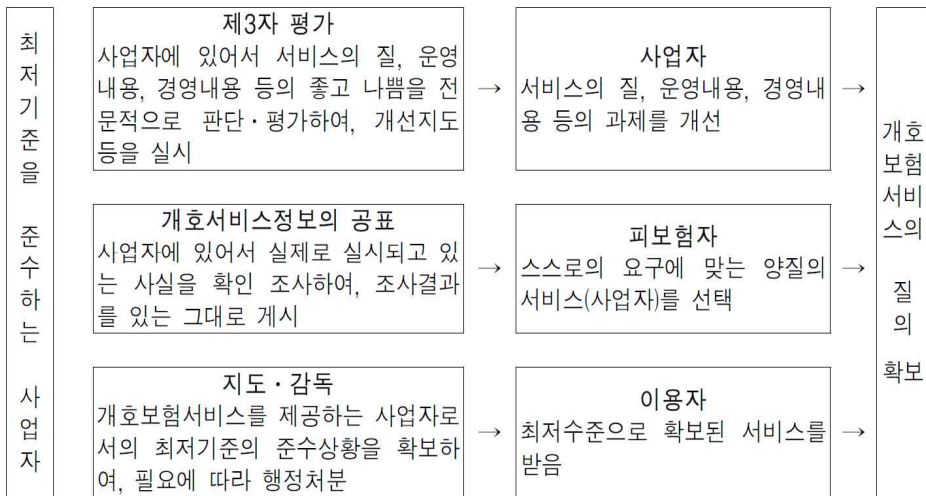 최
저
기
준
을
준
수
하
는
사
업
자
제3자 평가
사업자에 있어서 서비스의 질, 운영
내용, 경영내용 등의 좋고 나쁨을 전
문적으로 판단·평가하여, 개선지도
등을 실시
→
사업자
서비스의 질, 운영내용, 경영내
용 등의 과제를 개선
→
개호서비스정보의 공표
사업자에 있어서 실제로 실시되고 있
는 사실을 확인 조사하여, 조사결과
를 있는 그대로 게시
→
피보험자
스스로의 요구에 맞는 양질의
서비스(사업자)를 선택
→
지도·감독
개호보험서비스를 제공하는 사업자로
서의 최저기준의 준수상황을 확보하
여, 필요에 따라 행정처분
→
이용자
최저수준으로 확보된 서비스를
받음
→
개호
보험
서비
스의
질
의
확보